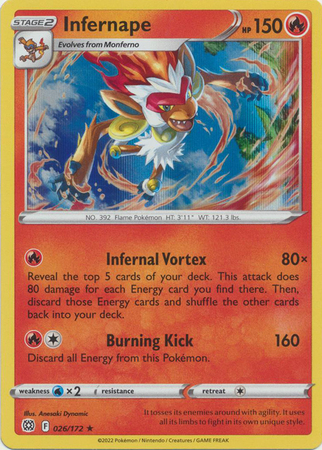 STAGE2 Infernape HP 150
Evolves from Monferno
NO. 392 Flame Pokémon HT: 3'11" WT: 121.3 lbs.
Infernal Vortex 80×
Reveal the top 5 cards of your deck. This attack does
80 damage for each Energy card you find there. Then,
discard those Energy cards and shuffle the other cards
back into your deck.
Burning Kick 160
Discard all Energy from this Pokémon.
weakness ×2 resistance retreat
Illus. Anesaki Dynamic
It tosses its enemies around with agility. It uses
all its limbs to fight in its own unique style.
F 026/172 ★
©2022 Pokémon / Nintendo / Creatures / GAME FREAK